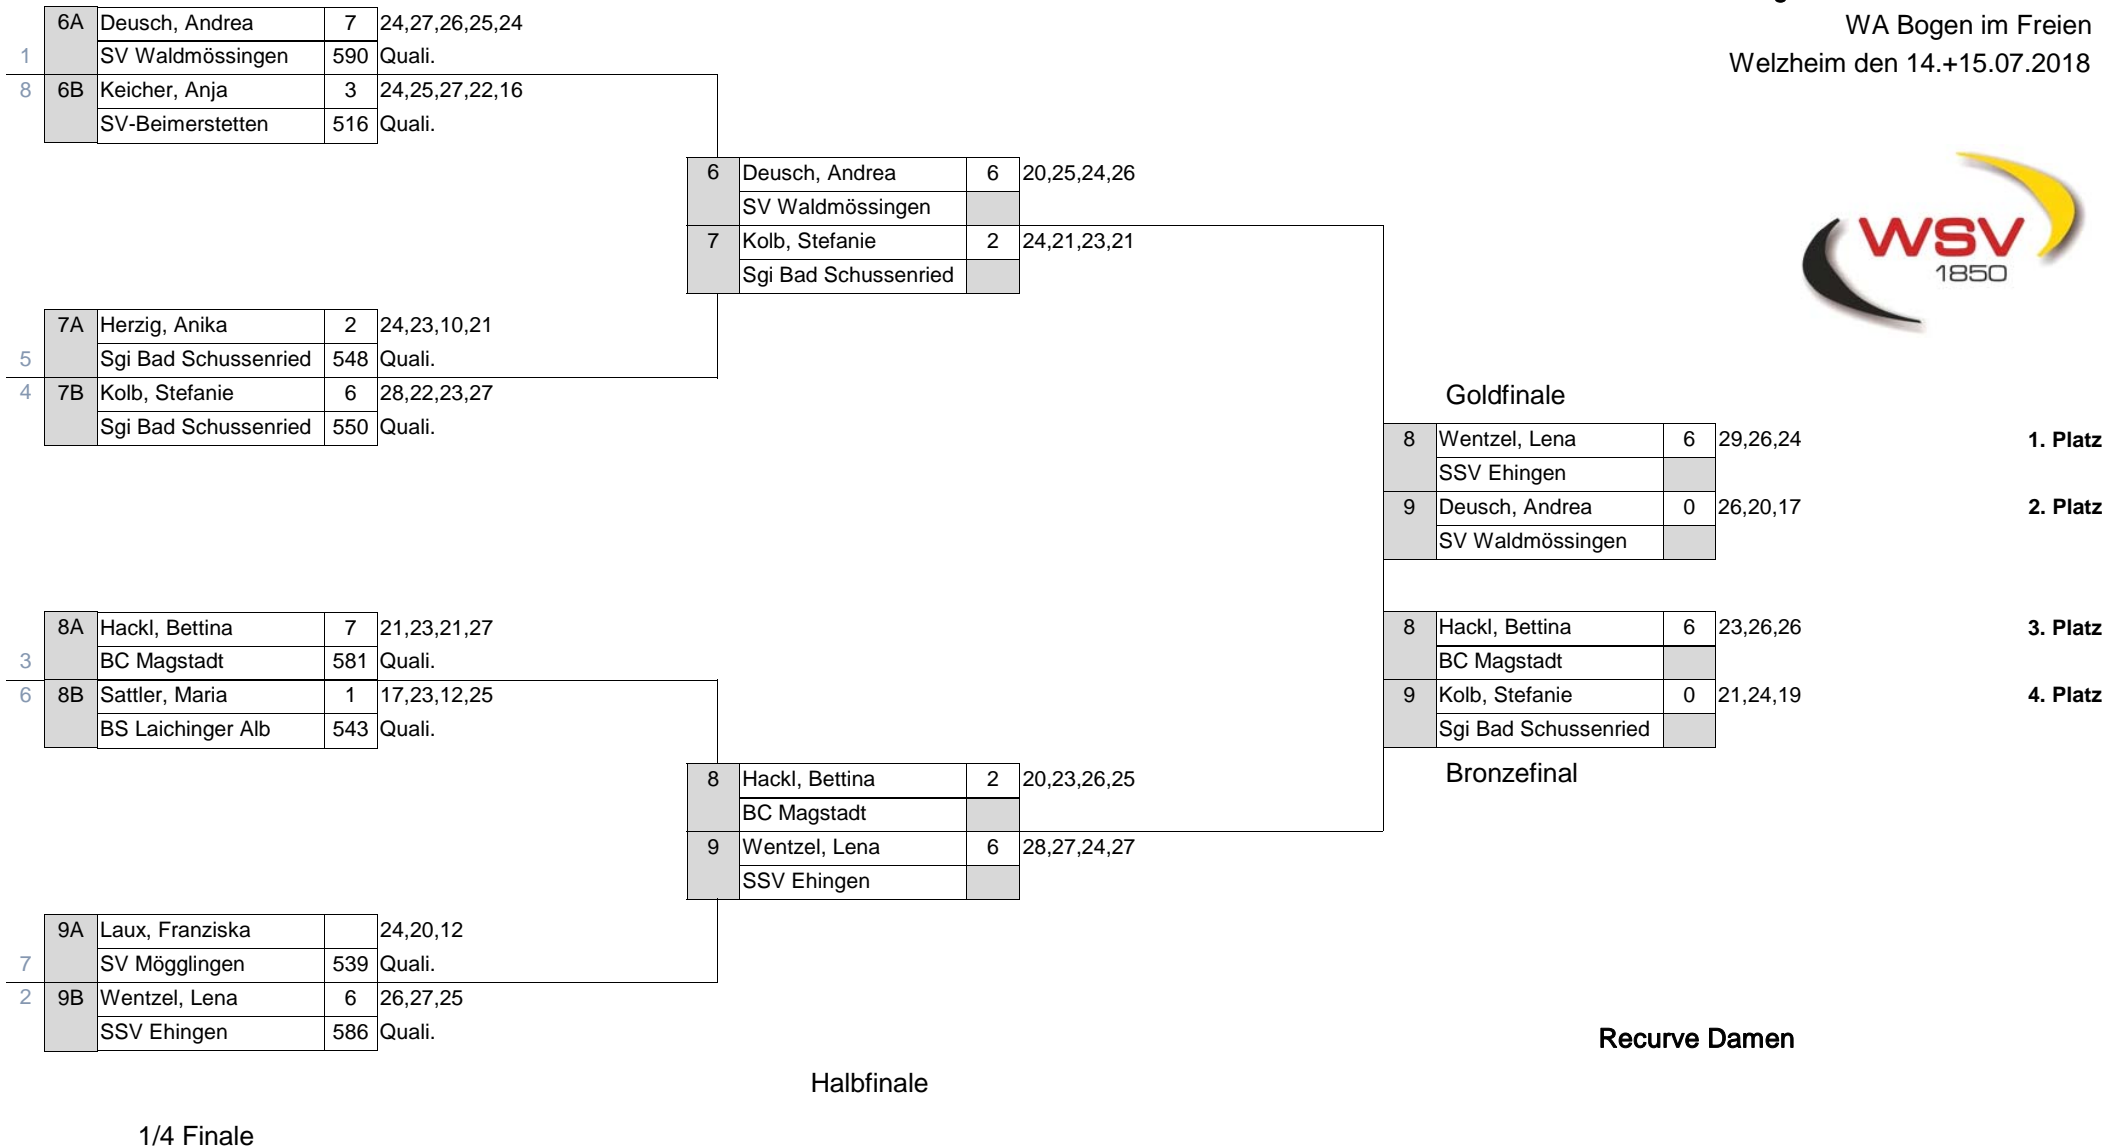 WA Bogen im Freien
Welzheim den 14.+15.07.2018
WSV
1850
6A Deusch, Andrea 7 24,27,26,25,24
1 SV Waldmössingen 590 Quali.
8 6B Keicher, Anja 3 24,25,27,22,16
SV-Beimerstetten 516 Quali.
7A Herzig, Anika 2 24,23,10,21
5 Sgi Bad Schussenried 548 Quali.
4 7B Kolb, Stefanie 6 28,22,23,27
Sgi Bad Schussenried 550 Quali.
8A Hackl, Bettina 7 21,23,21,27
3 BC Magstadt 581 Quali.
6 8B Sattler, Maria 1 17,23,12,25
BS Laichinger Alb 543 Quali.
9A Laux, Franziska 24,20,12
7 SV Mögglingen 539 Quali.
2 9B Wentzel, Lena 6 26,27,25
SSV Ehingen 586 Quali.
1/4 Finale
6 Deusch, Andrea 6 20,25,24,26
SV Waldmössingen
7 Kolb, Stefanie 2 24,21,23,21
Sgi Bad Schussenried
8 Hackl, Bettina 2 20,23,26,25
BC Magstadt
9 Wentzel, Lena 6 28,27,24,27
SSV Ehingen
Halbfinale
Goldfinale
8 Wentzel, Lena 6 29,26,24 1. Platz
SSV Ehingen
9 Deusch, Andrea 0 26,20,17 2. Platz
SV Waldmössingen
8 Hackl, Bettina 6 23,26,26 3. Platz
BC Magstadt
9 Kolb, Stefanie 0 21,24,19 4. Platz
Sgi Bad Schussenried
Bronzefinal
Recurve Damen